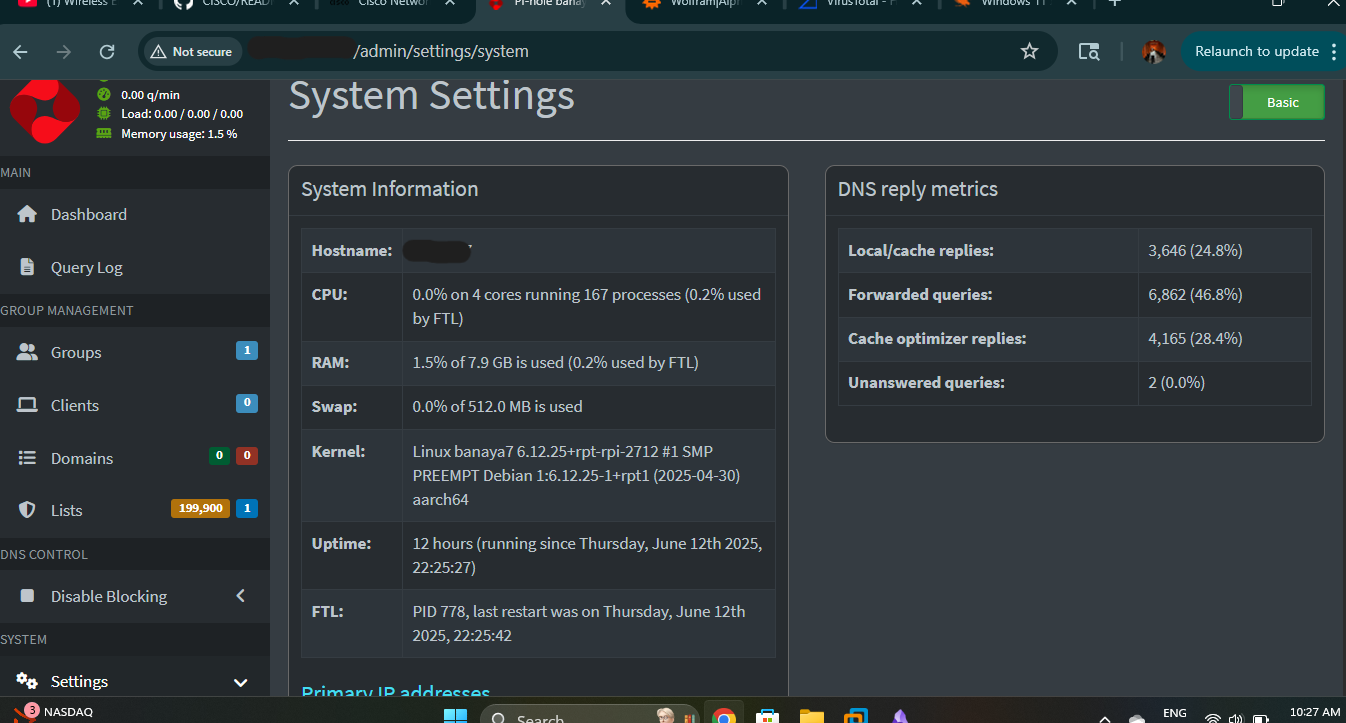 (1) Wireless E
CISCO/READ
Cisco Networ
Pi-hole banay
Wolfram|Alp
VirusTotal - H
Windows 11
Not secure
/admin/settings/system
Relaunch to update
0.00 q/min
Load: 0.00 / 0.00 / 0.00
Memory usage: 1.5 %
MAIN
Dashboard
Query Log
GROUP MANAGEMENT
Groups 1
Clients 0
Domains 0 0
Lists 199,900 1
DNS CONTROL
Disable Blocking
SYSTEM
Settings
System Settings
Basic
System Information
Hostname:
CPU: 0.0% on 4 cores running 167 processes (0.2% used
by FTL)
RAM: 1.5% of 7.9 GB is used (0.2% used by FTL)
Swap: 0.0% of 512.0 MB is used
Kernel: Linux banaya7 6.12.25+rpt-rpi-2712 #1 SMP
PREEMPT Debian 1:6.12.25-1+rpt1 (2025-04-30)
aarch64
Uptime: 12 hours (running since Thursday, June 12th 2025,
22:25:27)
FTL: PID 778, last restart was on Thursday, June 12th
2025, 22:25:42
Primary IP addresses
DNS reply metrics
Local/cache replies: 3,646 (24.8%)
Forwarded queries: 6,862 (46.8%)
Cache optimizer replies: 4,165 (28.4%)
Unanswered queries: 2 (0.0%)
3
NASDAQ
Search
ENG
10:27 AM